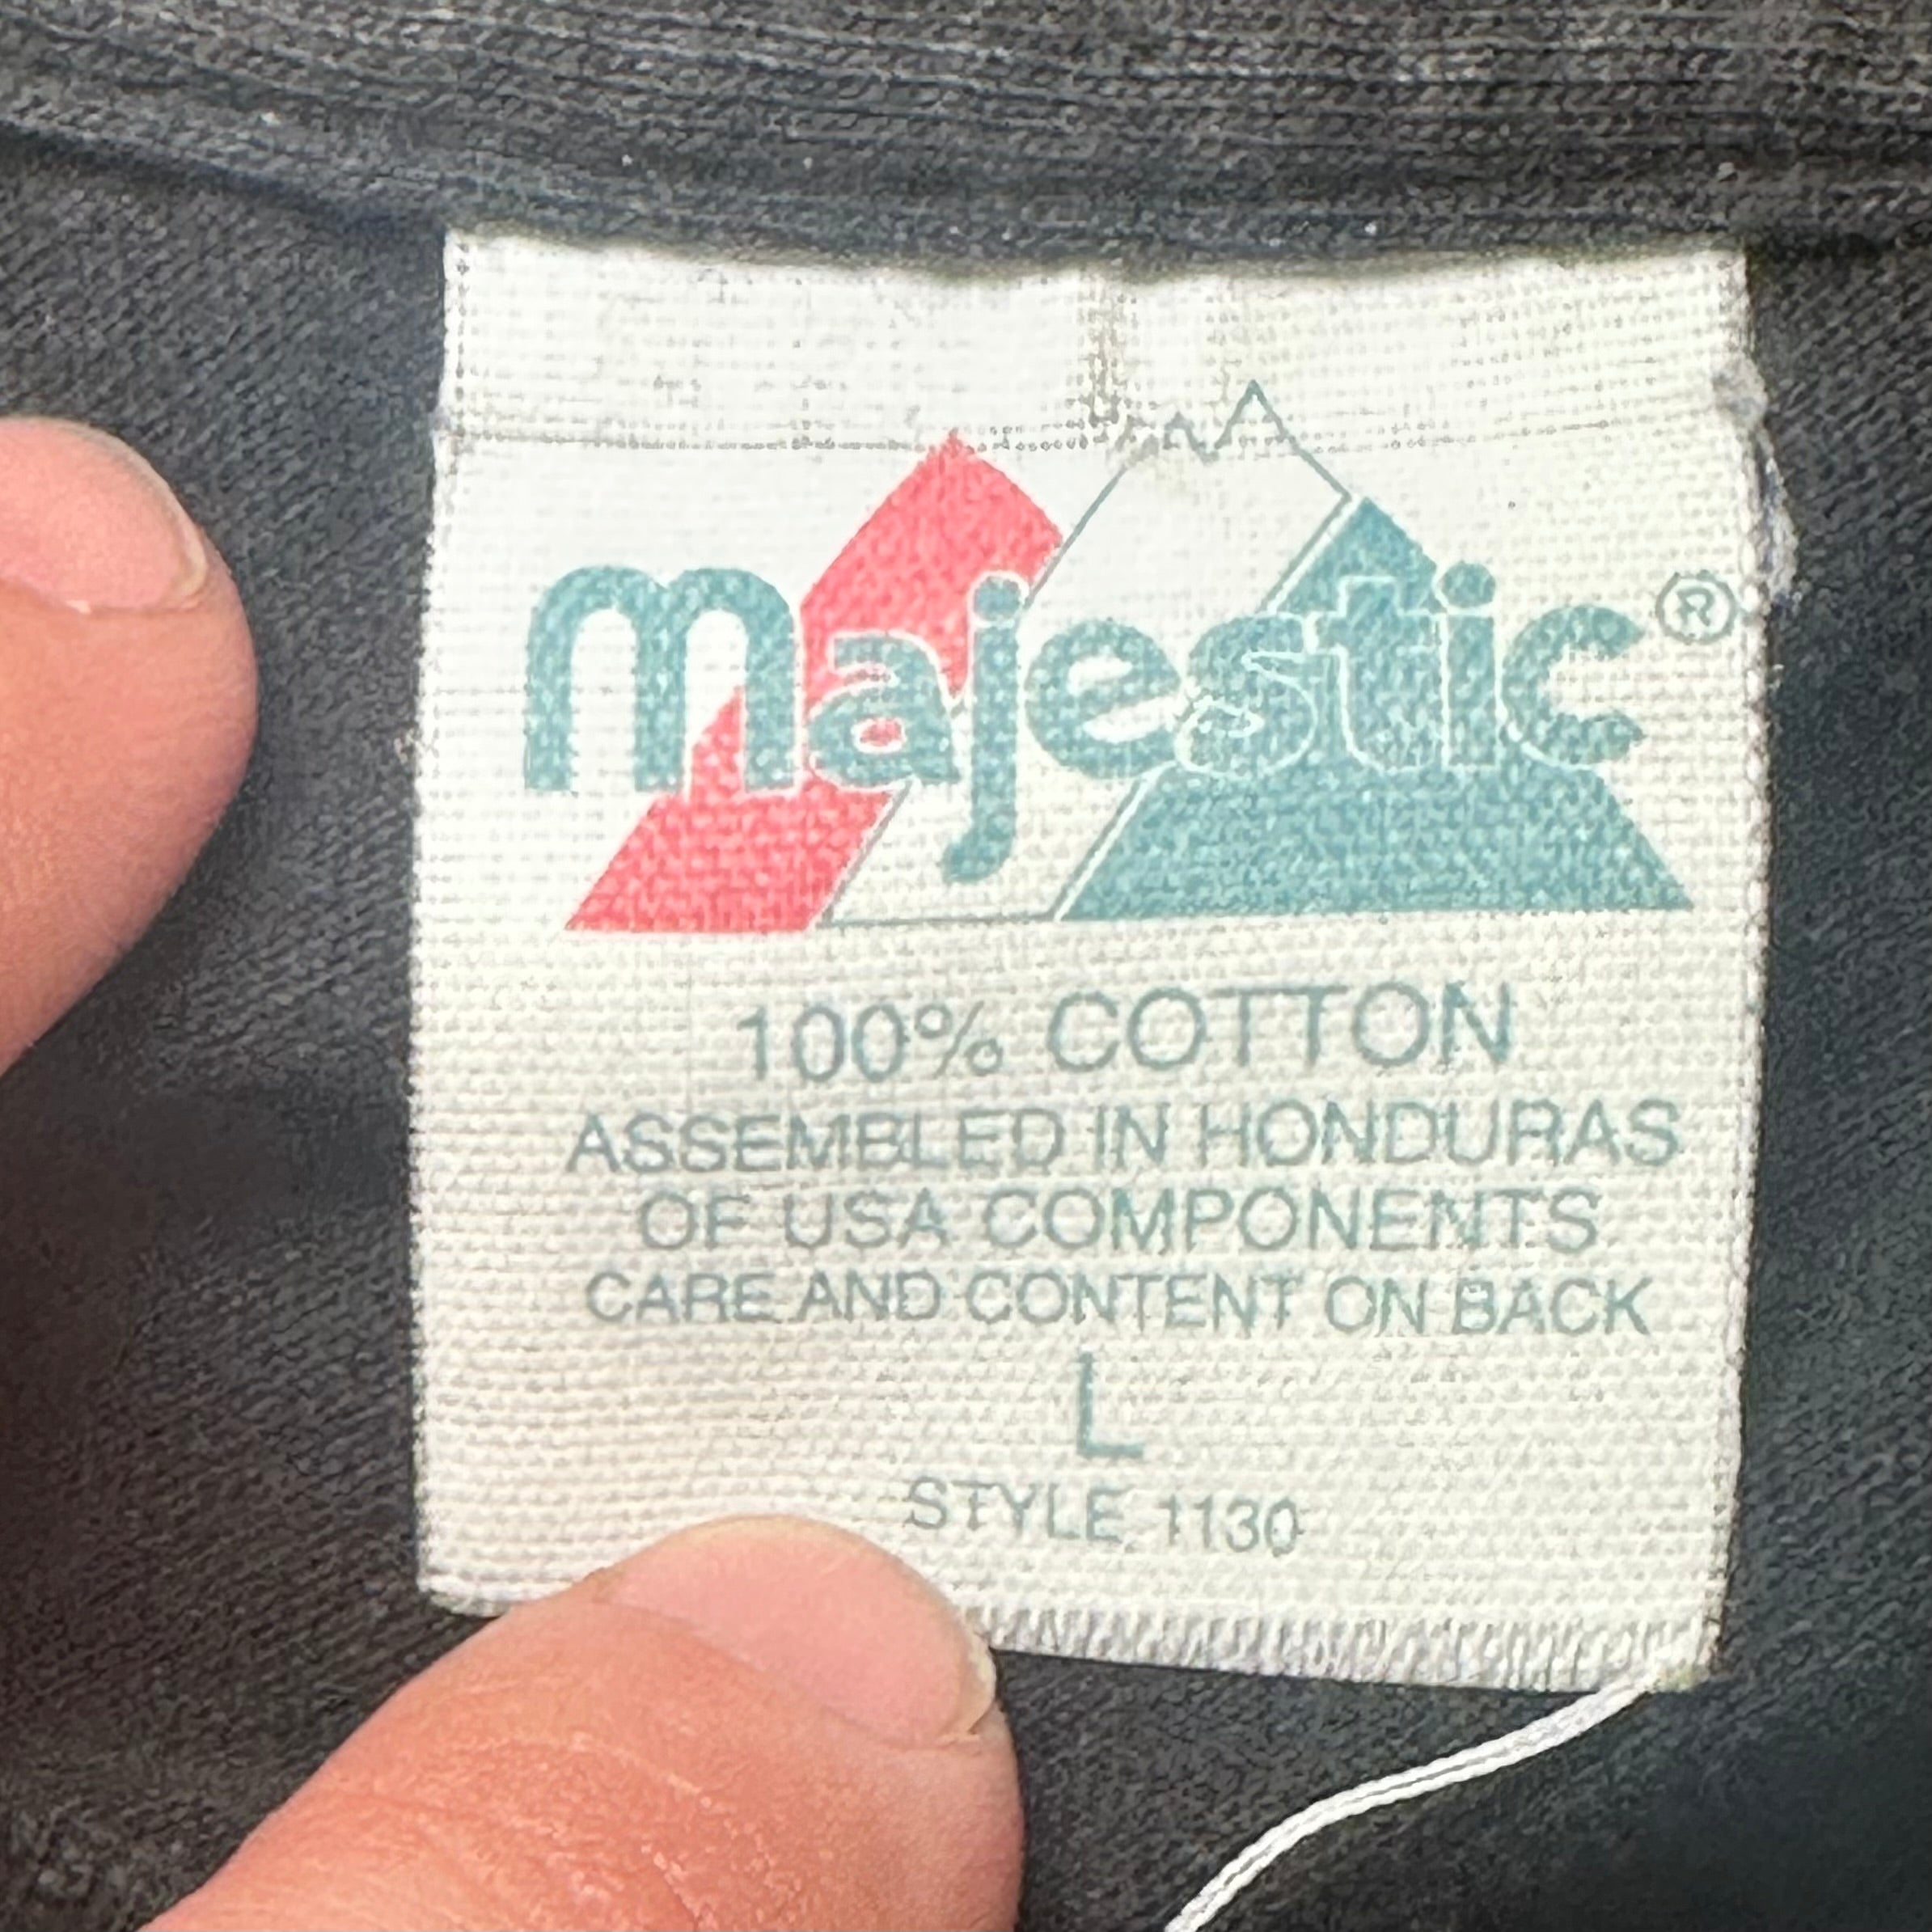 majestic®
100% COTTON
ASSEMBLED IN HONDURAS
OF USA COMPONENTS
CARE AND CONTENT ON BACK
L
STYLE 1130